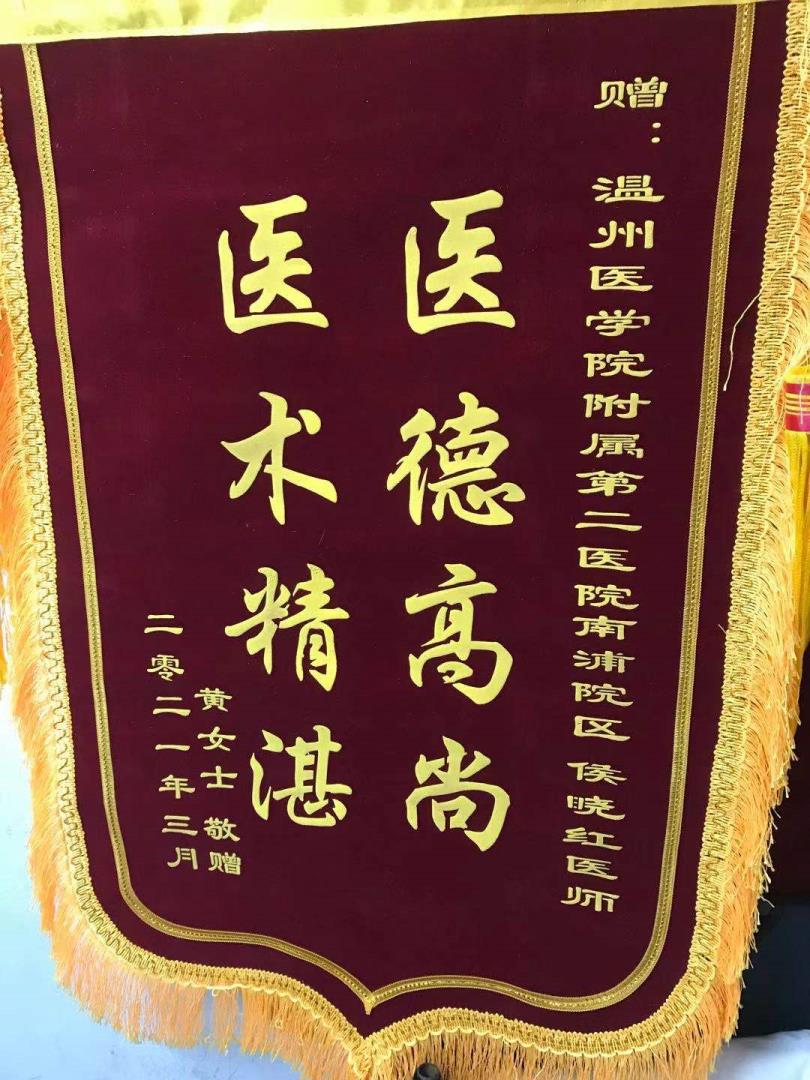 赠：温州医学院附属第二医院南浦院区 侯晓红医师
医德高尚
医术精湛
黄女士 敬赠
二零二一年三月